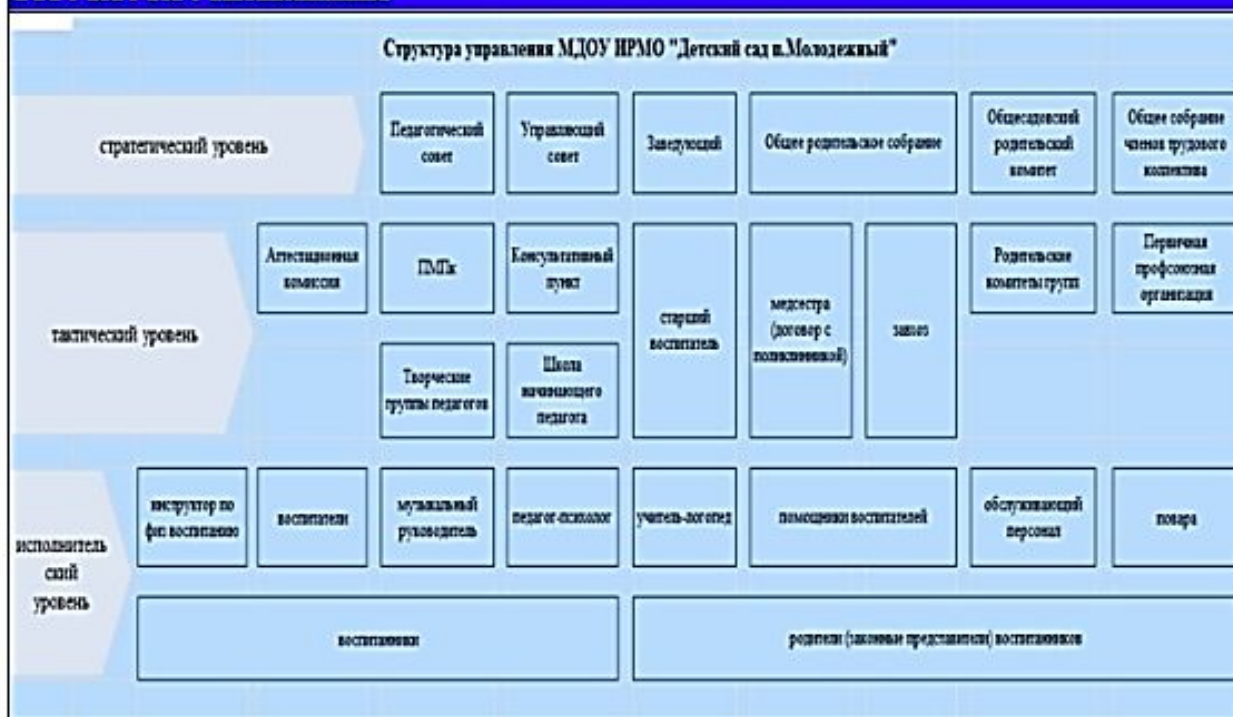 Структура управления МДОУ ИРМО "Детский сад п.Молодежный"
стратегический уровень
Педагогический
совет
Управляющий
совет
Заведующий
Общее родительское собрание
Общесадовский
родительский
комитет
Общее собрание
членов трудового
коллектива
тактический уровень
Аттестационная
комиссия
ПМПк
Консультативный
пункт
старший
воспитатель
медсестра
(договор с
поликлиникой)
завхоз
Родительские
комитеты групп
Первичная
профсоюзная
организация
Творческие
группы педагогов
Школа
начинающего
педагога
исполнитель
ский
уровень
инструктор по
физ воспитанию
воспитатели
музыкальный
руководитель
педагог-психолог
учитель-логопед
помощники воспитателей
обслуживающий
персонал
повара
воспитанники
родители (законные представители) воспитанников